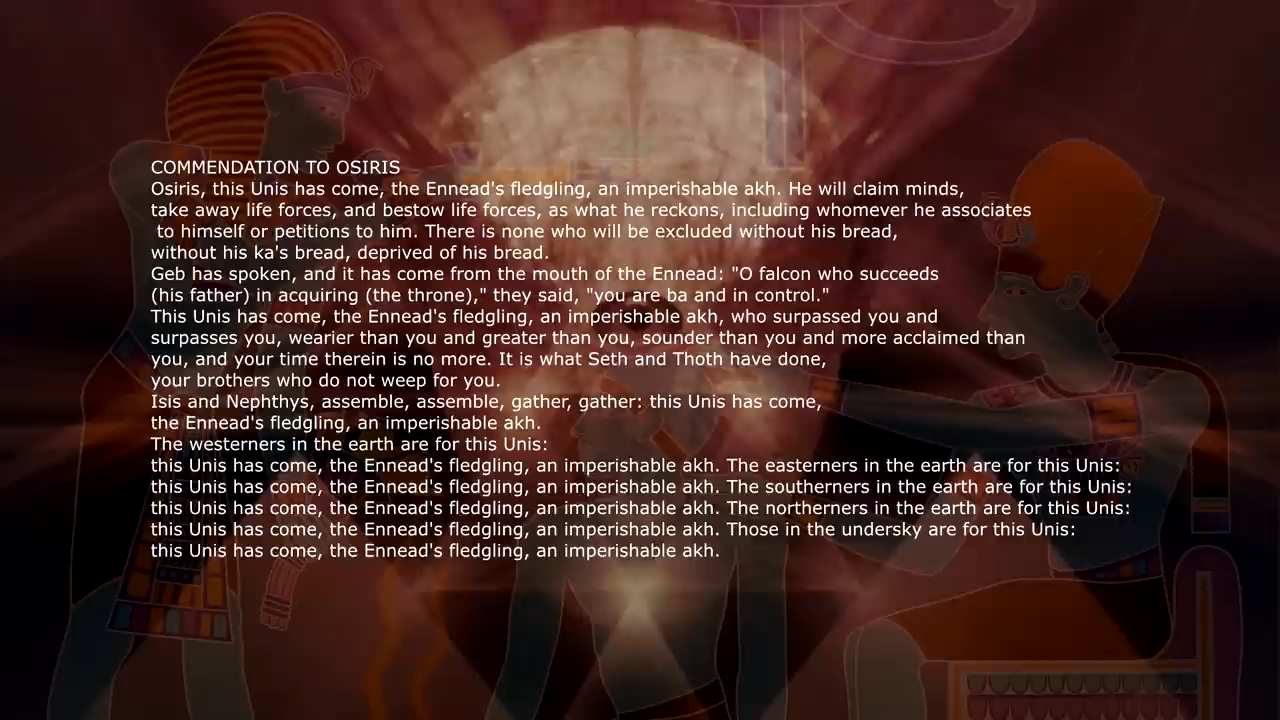 COMMENDATION TO OSIRIS
Osiris, this Unis has come, the Ennead's fledgling, an imperishable akh. He will claim minds,
take away life forces, and bestow life forces, as what he reckons, including whomever he associates
to himself or petitions to him. There is none who will be excluded without his bread,
without his ka's bread, deprived of his bread.
Geb has spoken, and it has come from the mouth of the Ennead: "O falcon who succeeds
(his father) in acquiring (the throne)," they said, "you are ba and in control."
This Unis has come, the Ennead's fledgling, an imperishable akh, who surpassed you and
surpasses you, wearier than you and greater than you, sounder than you and more acclaimed than
you, and your time therein is no more. It is what Seth and Thoth have done,
your brothers who do not weep for you.
Isis and Nephthys, assemble, assemble, gather, gather: this Unis has come,
the Ennead's fledgling, an imperishable akh.
The westerners in the earth are for this Unis:
this Unis has come, the Ennead's fledgling, an imperishable akh. The easterners in the earth are for this Unis:
this Unis has come, the Ennead's fledgling, an imperishable akh. The southerners in the earth are for this Unis:
this Unis has come, the Ennead's fledgling, an imperishable akh. The northerners in the earth are for this Unis:
this Unis has come, the Ennead's fledgling, an imperishable akh. Those in the undersky are for this Unis:
this Unis has come, the Ennead's fledgling, an imperishable akh.